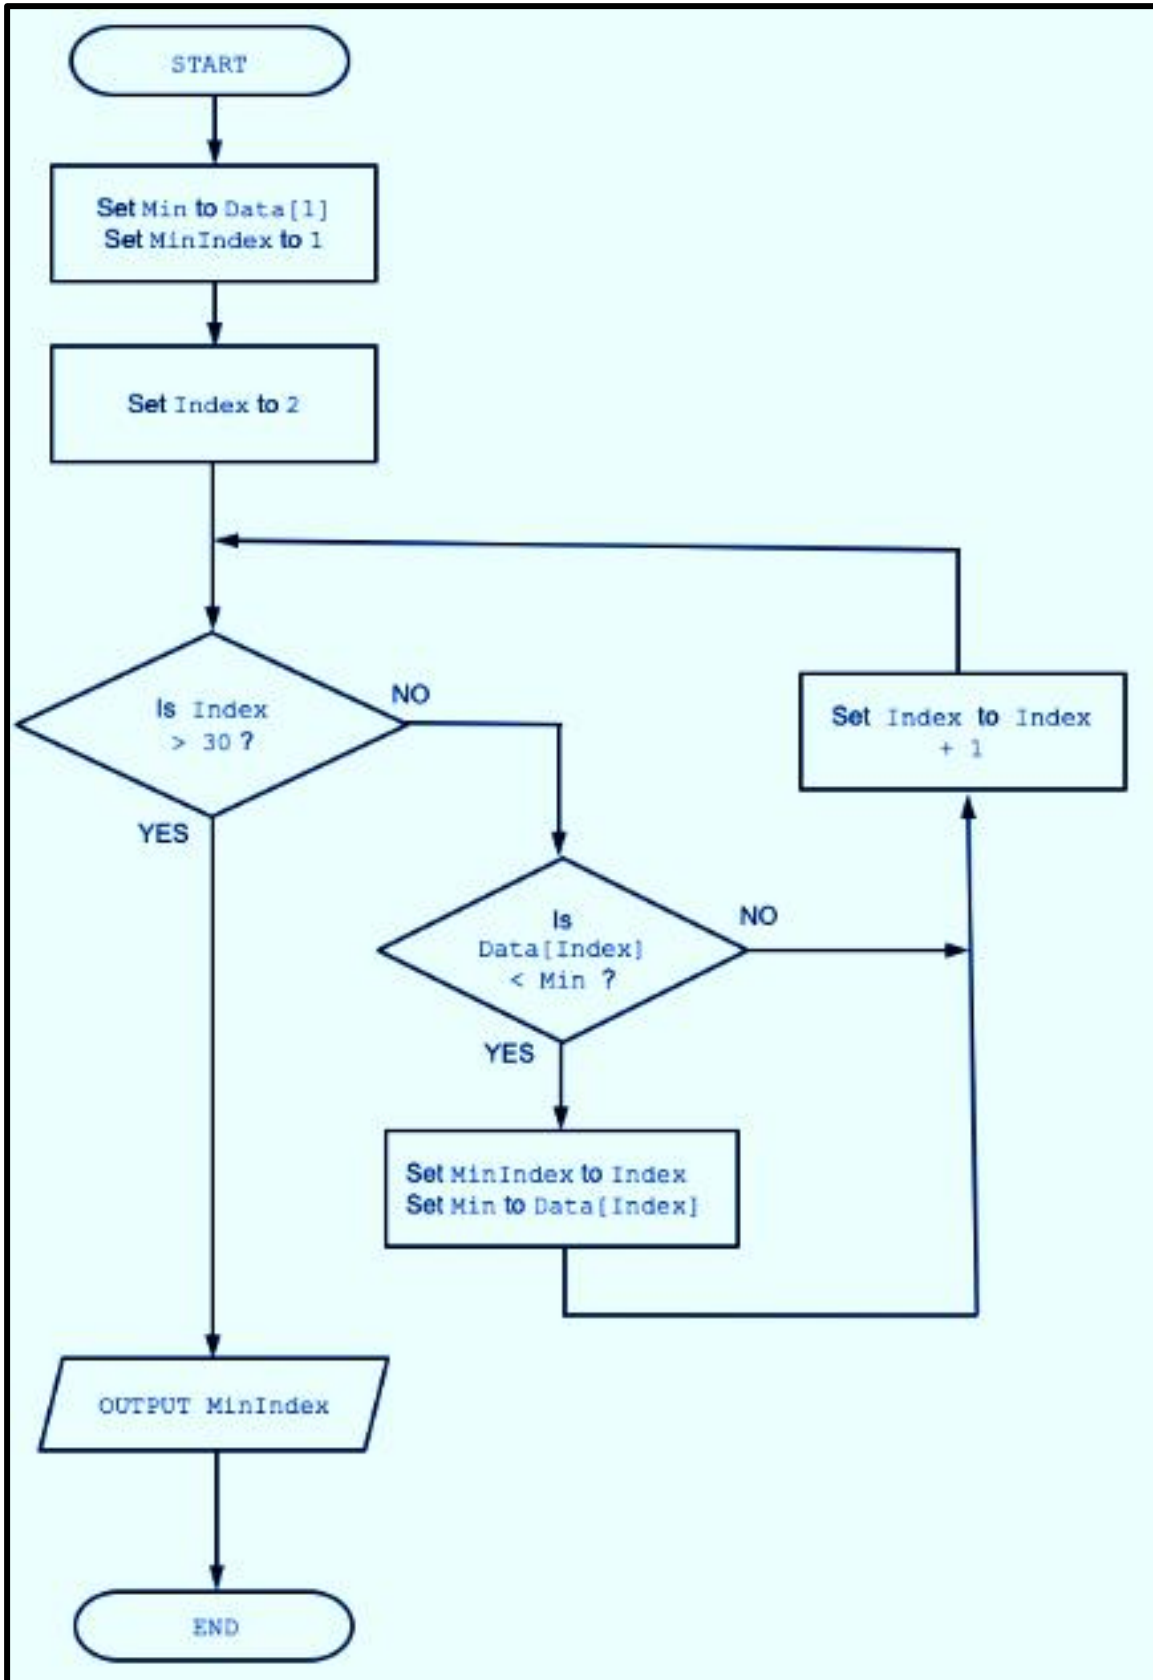 START
Set Min to Data[1]
Set MinIndex to 1
Set Index to 2
Is Index
> 30 ?
NO
YES
Set Index to Index
+ 1
Is
Data[Index]
< Min ?
NO
YES
Set MinIndex to Index
Set Min to Data[Index]
OUTPUT MinIndex
END